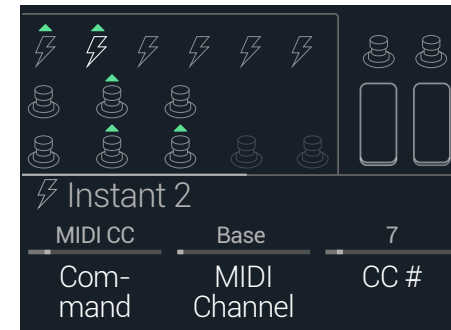 Instant 2
MIDI CC Base 7
Com- MIDI CC #
mand Channel